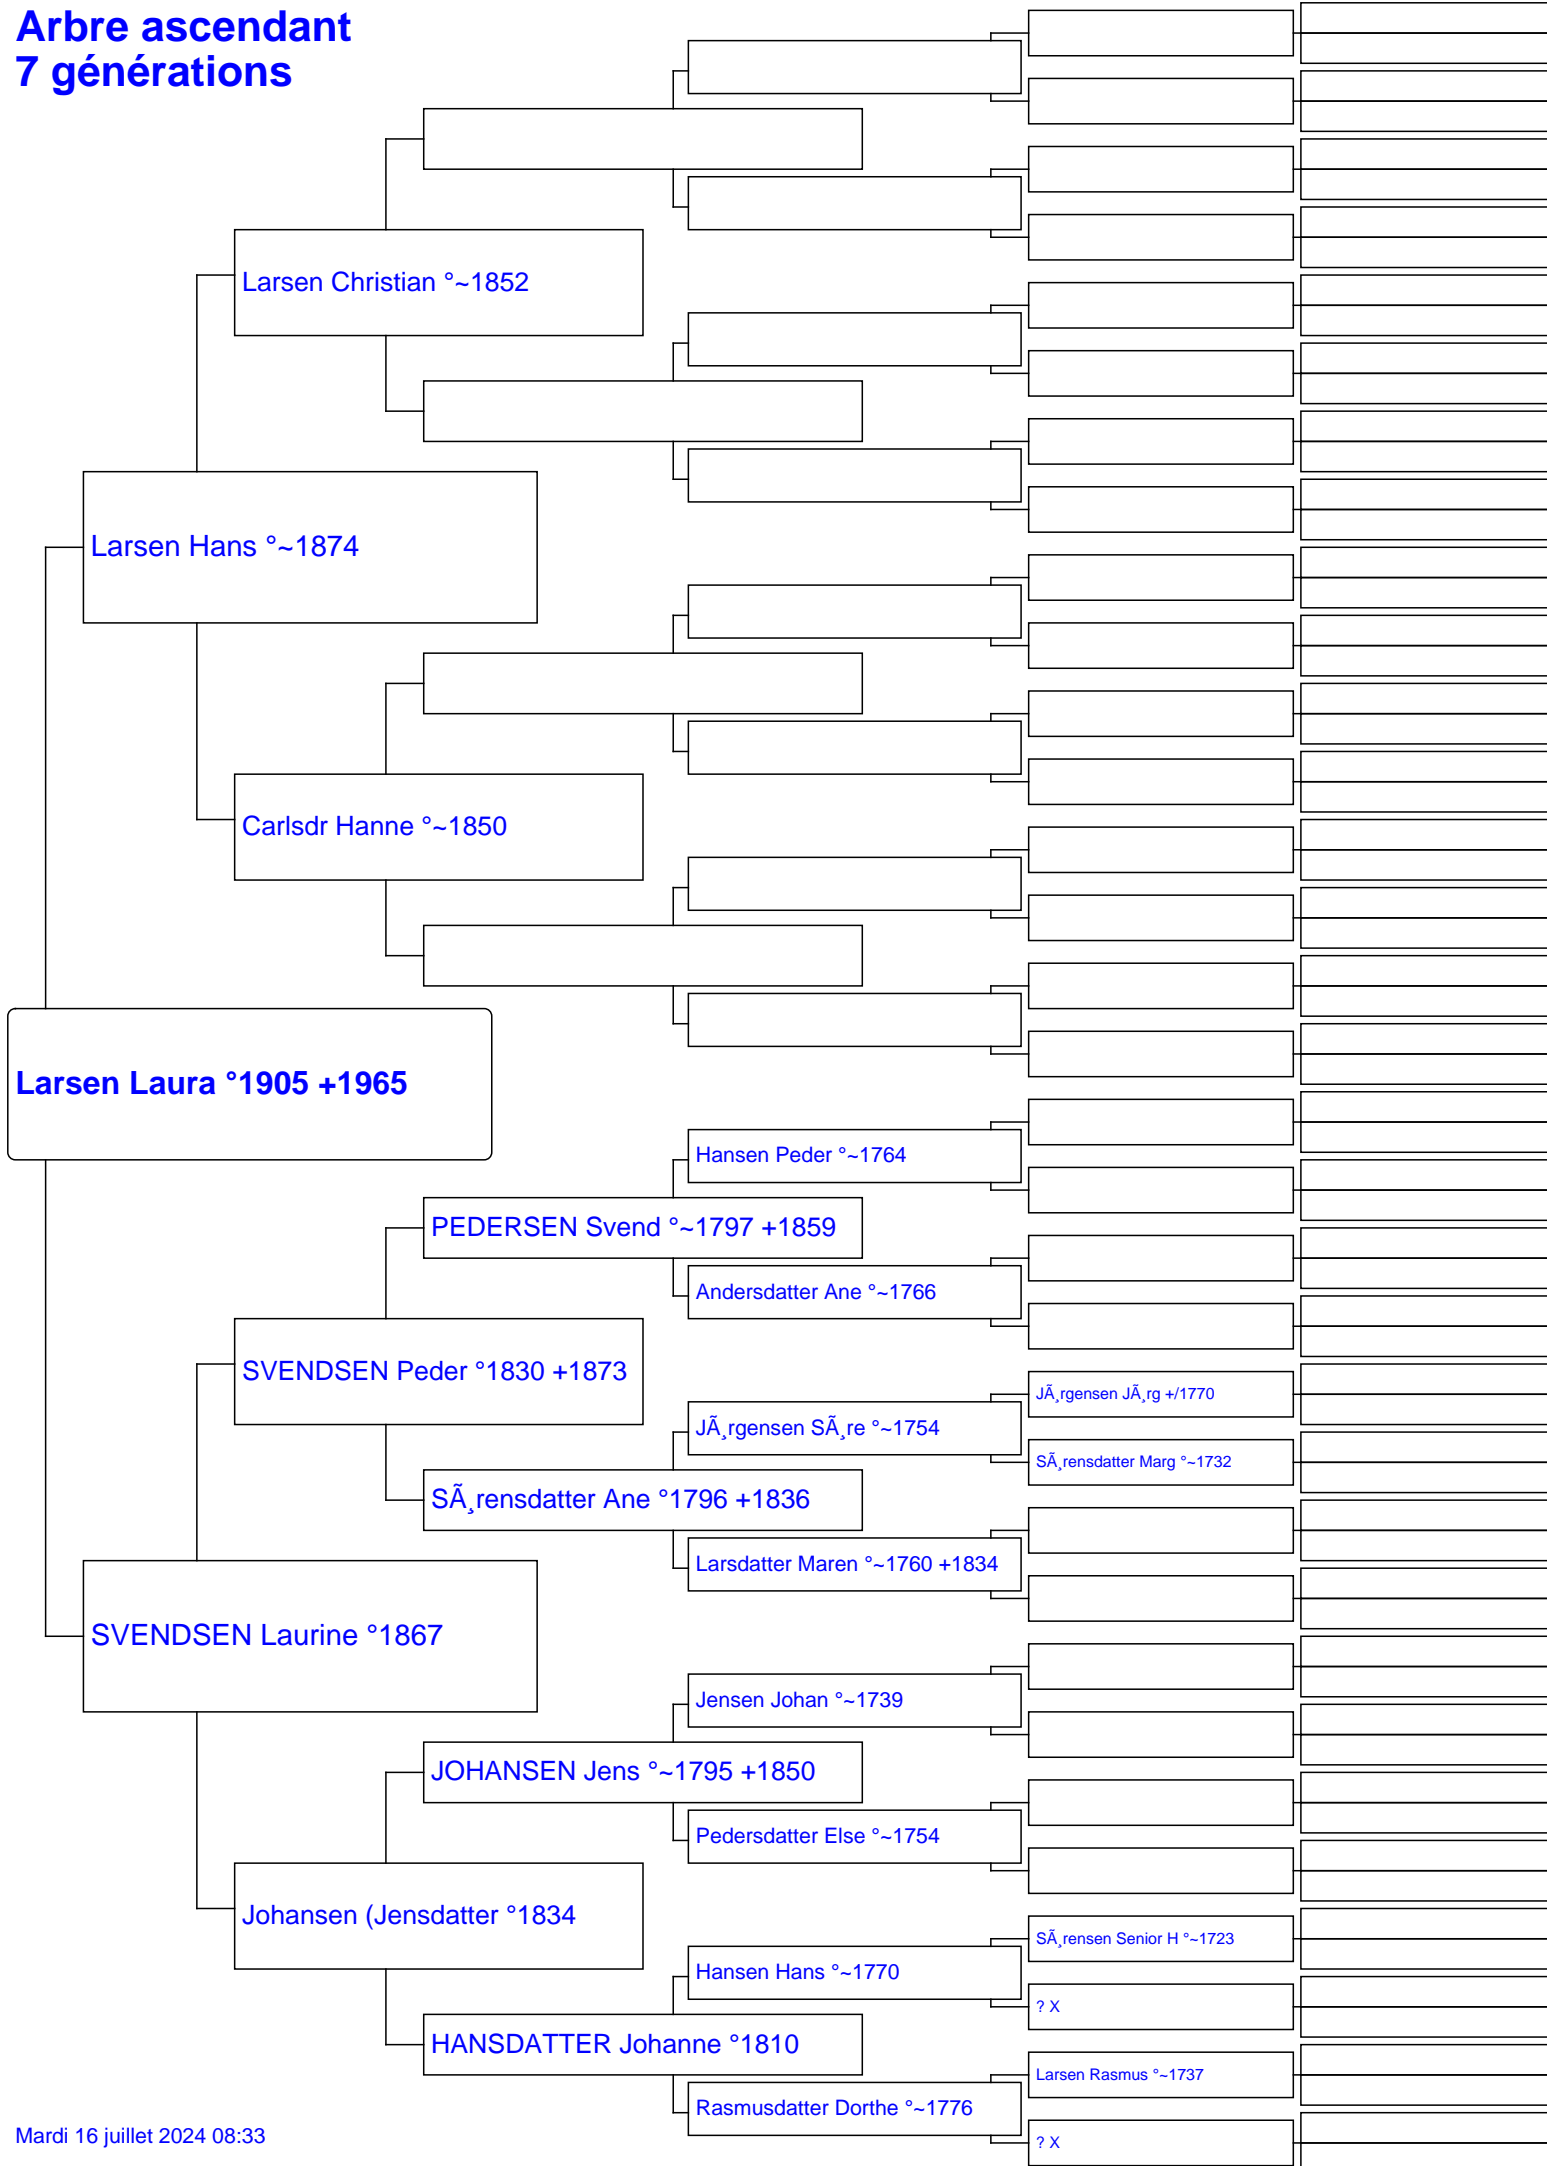 Arbre ascendant
7 générations
Larsen Christian °~1852
Larsen Hans °~1874
Carlsdr Hanne °~1850
Larsen Laura °1905 +1965
Hansen Peder °~1764
PEDERSEN Svend °~1797 +1859
Andersdatter Ane °~1766
SVENDSEN Peder °1830 +1873
JÃ¸rgensen JÃ¸rg +/1770
JÃ¸rgensen SÃ¸re °~1754
SÃ¸rensdatter Marg °~1732
SÃ¸rensdatter Ane °1796 +1836
Larsdatter Maren °~1760 +1834
SVENDSEN Laurine °1867
Jensen Johan °~1739
JOHANSEN Jens °~1795 +1850
Pedersdatter Else °~1754
Johansen (Jensdatter °1834
SÃ¸rensen Senior H °~1723
Hansen Hans °~1770
? X
HANSDATTER Johanne °1810
Larsen Rasmus °~1737
Rasmusdatter Dorthe °~1776
? X
Mardi 16 juillet 2024 08:33